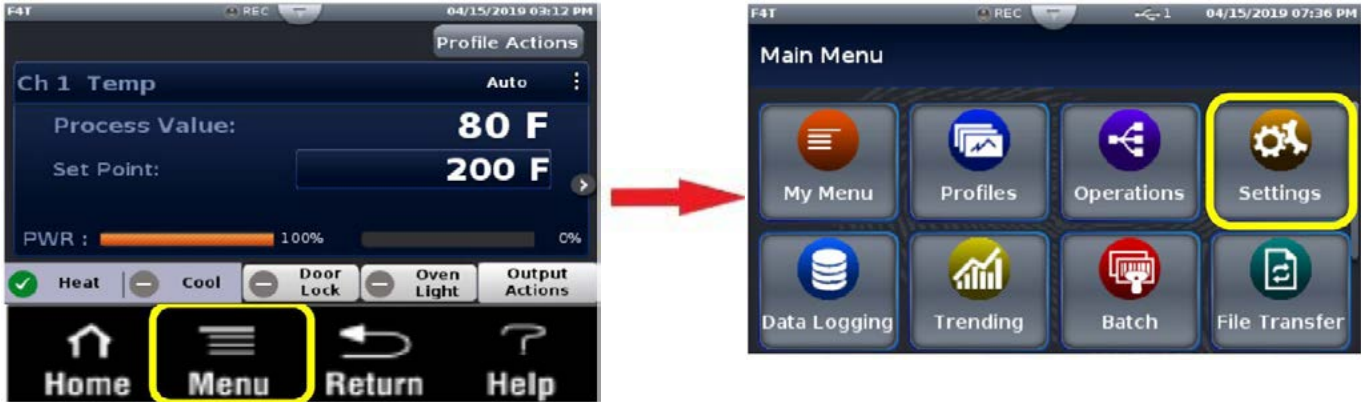 F4T REC 04/15/2019 03:12 PM
Profile Actions
Ch 1 Temp Auto
Process Value: 80 F
Set Point: 200 F
PWR : 100% 0%
Heat Cool Door Lock Oven Light Output Actions
Home Menu Return Help
F4T REC 1 04/15/2019 07:36 PM
Main Menu
My Menu Profiles Operations Settings
Data Logging Trending Batch File Transfer